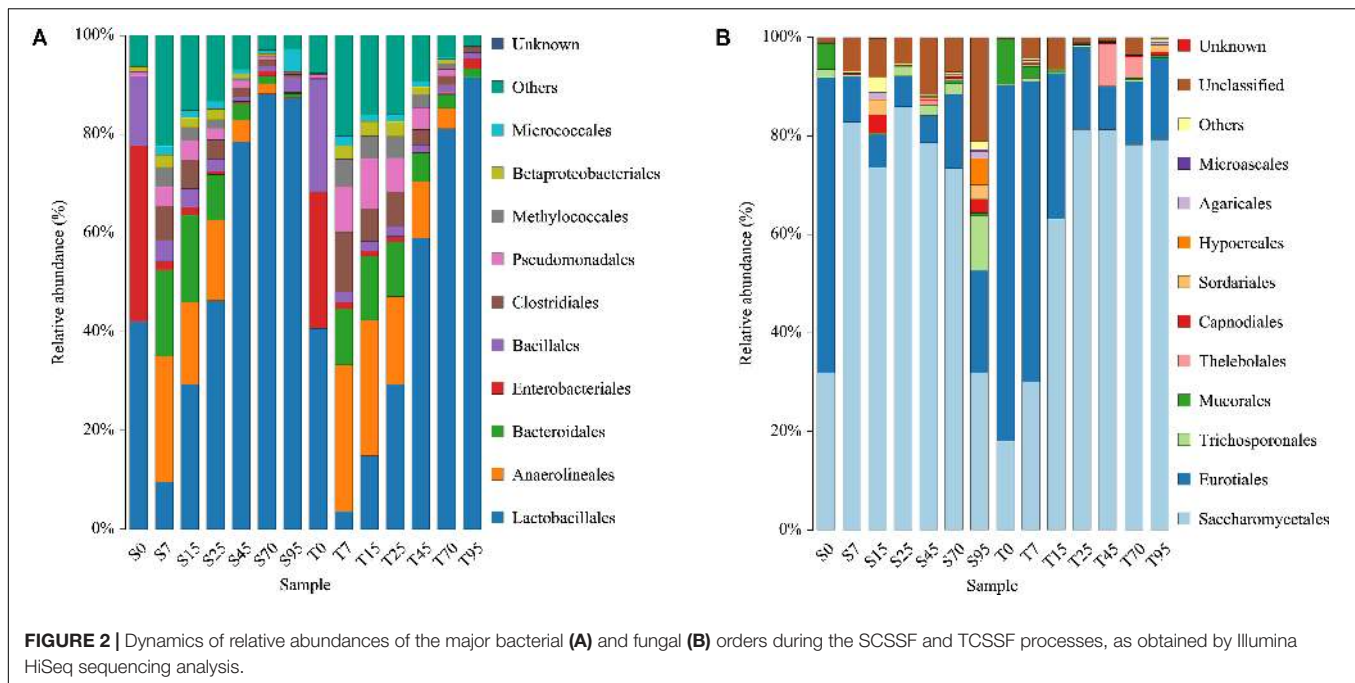 A
100%
80%
60%
40%
20%
0%
Relative abundance (%)
S0 S7 S15 S25 S45 S70 S95 T0 T7 T15 T25 T45 T70 T95
Sample
Unknown
Others
Micrococcales
Betaproteobacteriales
Methylococcales
Pseudomonadales
Clostridiales
Bacillales
Enterobacteriales
Bacteroidales
Anaerolineales
Lactobacillales
B
100%
80%
60%
40%
20%
0%
Relative abundance (%)
S0 S7 S15 S25 S45 S70 S95 T0 T7 T15 T25 T45 T70 T95
Sample
Unknown
Unclassified
Others
Microascales
Agaricales
Hypocreales
Sordariales
Capnodiales
Thelebolales
Mucorales
Trichosporonales
Eurotiales
Saccharomycetales
FIGURE 2 | Dynamics of relative abundances of the major bacterial (A) and fungal (B) orders during the SCSSF and TCSSF processes, as obtained by Illumina
HiSeq sequencing analysis.